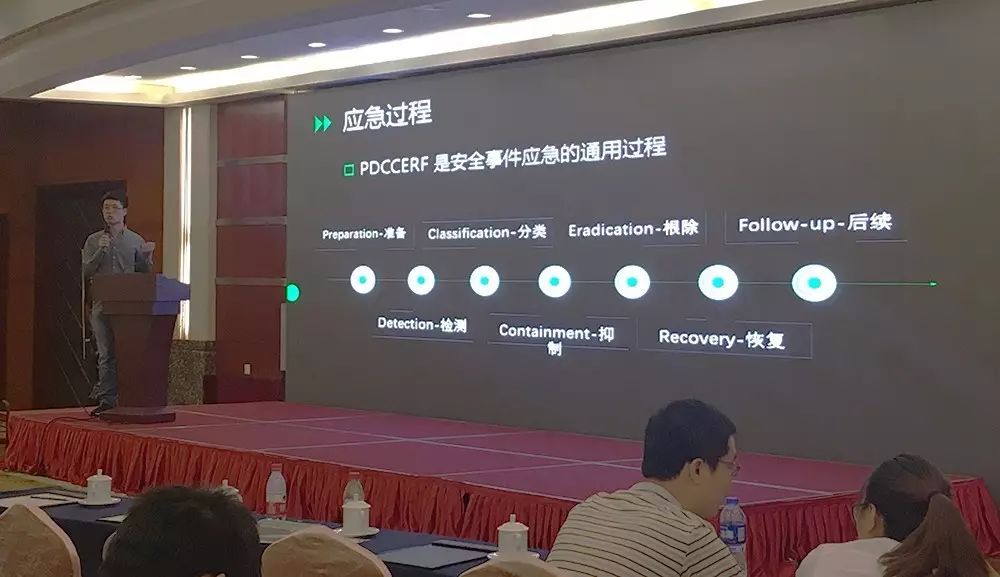 应急过程
PDCCERF 是安全事件应急的通用过程
Preparation-准备
Classification-分类
Eradication-根除
Follow-up-后续
Detection-检测
Containment-抑
制
Recovery-恢复